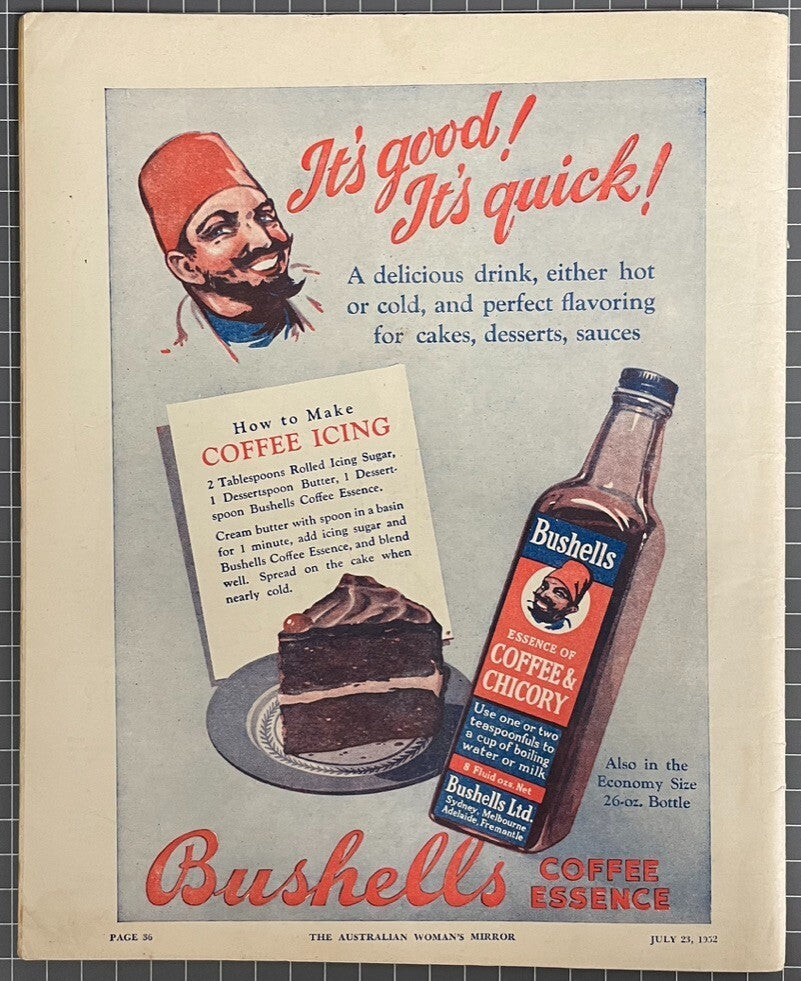 It's good!
It's quick!
A delicious drink, either hot
or cold, and perfect flavoring
for cakes, desserts, sauces
How to Make
COFFEE ICING
2 Tablespoons Rolled Icing Sugar,
1 Dessertspoon Butter, 1 Dessert-
spoon Bushells Coffee Essence.
Cream butter with spoon in a basin
for 1 minute, add icing sugar and
Bushells Coffee Essence, and blend
well. Spread on the cake when
nearly cold.
Bushells
ESSENCE OF
COFFEE &
CHICORY
Use one or two
teaspoonfuls to
a cup of boiling
water or milk
8 Fluid ozs. Net
Bushells Ltd.
Sydney, Melbourne
Adelaide, Fremantle
Also in the
Economy Size
26-oz. Bottle
Bushells COFFEE
ESSENCE
PAGE 36 THE AUSTRALIAN WOMAN'S MIRROR JULY 23, 1952